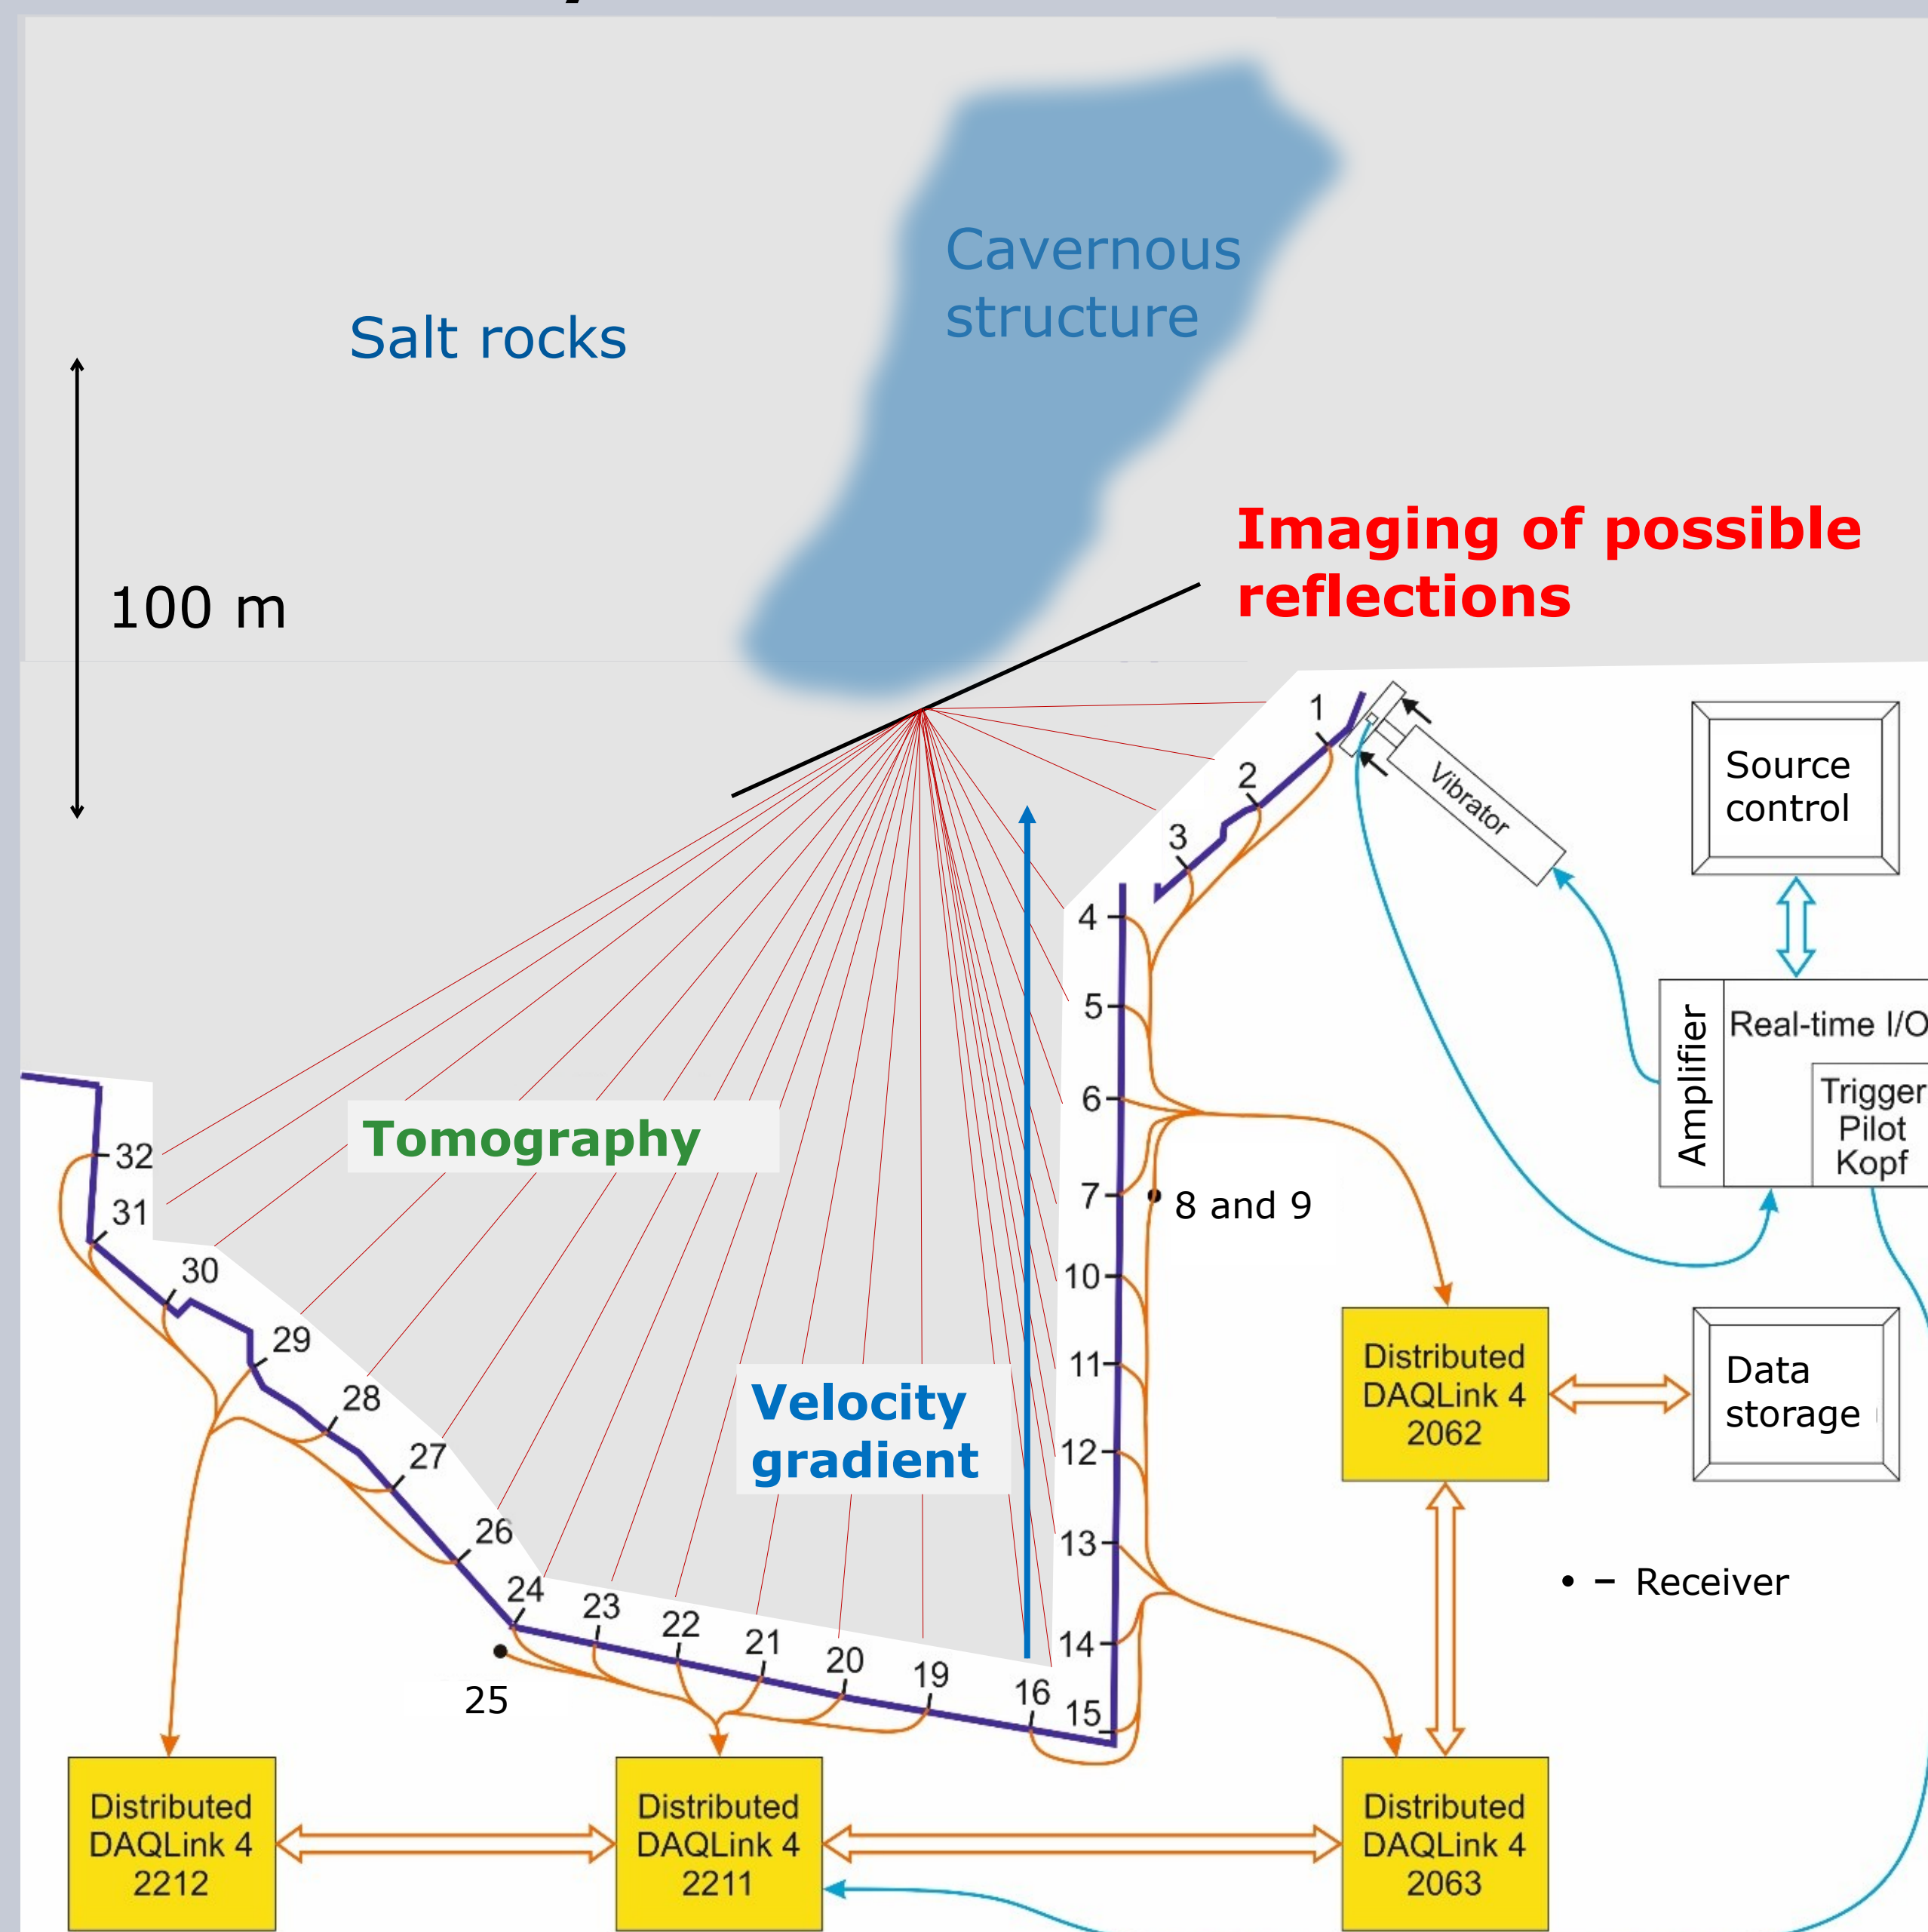 Cavernous
structure
Salt rocks
Imaging of possible
reflections
100 m
1
2
3
Vibrator
Source
control
4
5
6
7
8 and 9
10
11
12
13
14
15
16
19
20
21
22
23
24
25
26
27
28
29
30
31
32
Amplifier
Real-time I/O
Trigger
Pilot
Kopf
Tomography
Velocity
gradient
Distributed
DAQLink 4
2062
Data
storage
• – Receiver
Distributed
DAQLink 4
2212
Distributed
DAQLink 4
2211
Distributed
DAQLink 4
2063